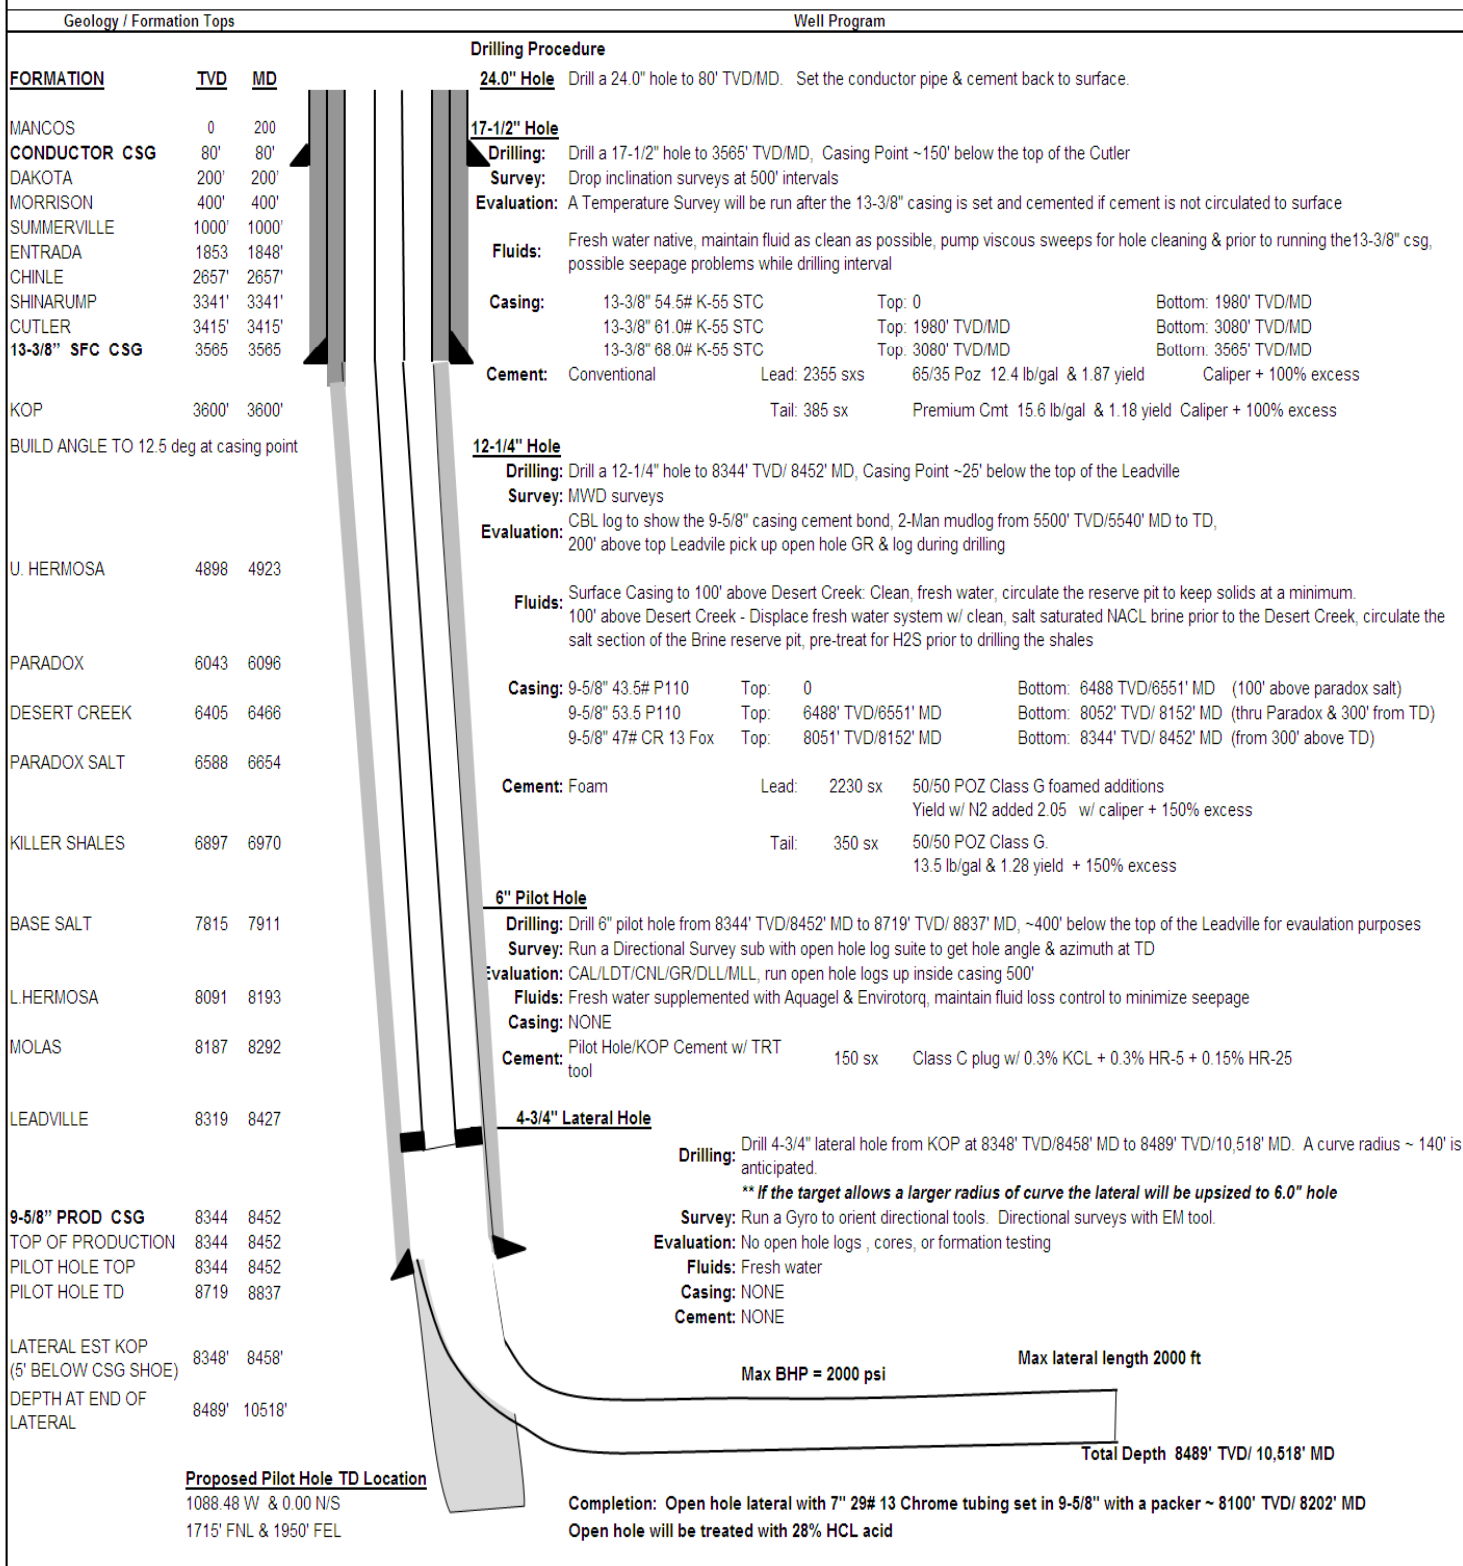 Geology / Formation Tops Well Program
Drilling Procedure
FORMATION TVD MD 24.0" Hole Drill a 24.0" hole to 80' TVD/MD. Set the conductor pipe & cement back to surface.
MANCOS 0 200 17-1/2" Hole
CONDUCTOR CSG 80' 80' Drilling: Drill a 17-1/2" hole to 3565' TVD/MD, Casing Point ~150' below the top of the Cutler
DAKOTA 200' 200' Survey: Drop inclination surveys at 500' intervals
MORRISON 400' 400' Evaluation: A Temperature Survey will be run after the 13-3/8" casing is set and cemented if cement is not circulated to surface
SUMMERVILLE 1000' 1000'
ENTRADA 1853 1848' Fluids: Fresh water native, maintain fluid as clean as possible, pump viscous sweeps for hole cleaning & prior to running the13-3/8" csg,
possible seepage problems while drilling interval
CHINLE 2657' 2657'
SHINARUMP 3341' 3341' Casing: 13-3/8" 54.5# K-55 STC Top: 0 Bottom: 1980' TVD/MD
CUTLER 3415' 3415' 13-3/8" 61.0# K-55 STC Top: 1980' TVD/MD Bottom: 3080' TVD/MD
13-3/8" SFC CSG 3565 3565 13-3/8" 68.0# K-55 STC Top: 3080' TVD/MD Bottom: 3565' TVD/MD
Cement: Conventional Lead: 2355 sxs 65/35 Poz 12.4 lb/gal & 1.87 yield Caliper + 100% excess
KOP 3600' 3600' Tail: 385 sx Premium Cmt 15.6 lb/gal & 1.18 yield Caliper + 100% excess
BUILD ANGLE TO 12.5 deg at casing point 12-1/4" Hole
Drilling: Drill a 12-1/4" hole to 8344' TVD/ 8452' MD, Casing Point ~25' below the top of the Leadville
Survey: MWD surveys
Evaluation: CBL log to show the 9-5/8" casing cement bond, 2-Man mudlog from 5500' TVD/5540' MD to TD,
200' above top Leadvile pick up open hole GR & log during drilling
U. HERMOSA 4898 4923
Fluids: Surface Casing to 100' above Desert Creek: Clean, fresh water, circulate the reserve pit to keep solids at a minimum.
100' above Desert Creek - Displace fresh water system w/ clean, salt saturated NACL brine prior to the Desert Creek, circulate the
salt section of the Brine reserve pit, pre-treat for H2S prior to drilling the shales
PARADOX 6043 6096
Casing: 9-5/8" 43.5# P110 Top: 0 Bottom: 6488 TVD/6551' MD (100' above paradox salt)
DESERT CREEK 6405 6466 9-5/8" 53.5 P110 Top: 6488' TVD/6551' MD Bottom: 8052' TVD/ 8152' MD (thru Paradox & 300' from TD)
9-5/8" 47# CR 13 Fox Top: 8051' TVD/8152' MD Bottom: 8344' TVD/ 8452' MD (from 300' above TD)
PARADOX SALT 6588 6654
Cement: Foam Lead: 2230 sx 50/50 POZ Class G foamed additions
Yield w/ N2 added 2.05 w/ caliper + 150% excess
KILLER SHALES 6897 6970 Tail: 350 sx 50/50 POZ Class G.
13.5 lb/gal & 1.28 yield + 150% excess
6" Pilot Hole
BASE SALT 7815 7911 Drilling: Drill 6" pilot hole from 8344' TVD/8452' MD to 8719' TVD/ 8837' MD, ~400' below the top of the Leadville for evaulation purposes
Survey: Run a Directional Survey sub with open hole log suite to get hole angle & azimuth at TD
Evaluation: CAL/LDT/CNL/GR/DLL/MLL, run open hole logs up inside casing 500'
L.HERMOSA 8091 8193 Fluids: Fresh water supplemented with Aquagel & Envirotorq, maintain fluid loss control to minimize seepage
Casing: NONE
MOLAS 8187 8292 Cement: Pilot Hole/KOP Cement w/ TRT
tool 150 sx Class C plug w/ 0.3% KCL + 0.3% HR-5 + 0.15% HR-25
LEADVILLE 8319 8427 4-3/4" Lateral Hole
Drilling: Drill 4-3/4" lateral hole from KOP at 8348' TVD/8458' MD to 8489' TVD/10,518' MD. A curve radius ~ 140' is
anticipated.
** If the target allows a larger radius of curve the lateral will be upsized to 6.0" hole
9-5/8" PROD CSG 8344 8452 Survey: Run a Gyro to orient directional tools. Directional surveys with EM tool.
TOP OF PRODUCTION 8344 8452 Evaluation: No open hole logs , cores, or formation testing
PILOT HOLE TOP 8344 8452 Fluids: Fresh water
PILOT HOLE TD 8719 8837 Casing: NONE
Cement: NONE
LATERAL EST KOP
(5' BELOW CSG SHOE) 8348' 8458' Max BHP = 2000 psi Max lateral length 2000 ft
DEPTH AT END OF
LATERAL 8489' 10518'
Total Depth 8489' TVD/ 10,518' MD
Proposed Pilot Hole TD Location
1088.48 W & 0.00 N/S Completion: Open hole lateral with 7" 29# 13 Chrome tubing set in 9-5/8" with a packer ~ 8100' TVD/ 8202' MD
1715' FNL & 1950' FEL Open hole will be treated with 28% HCL acid